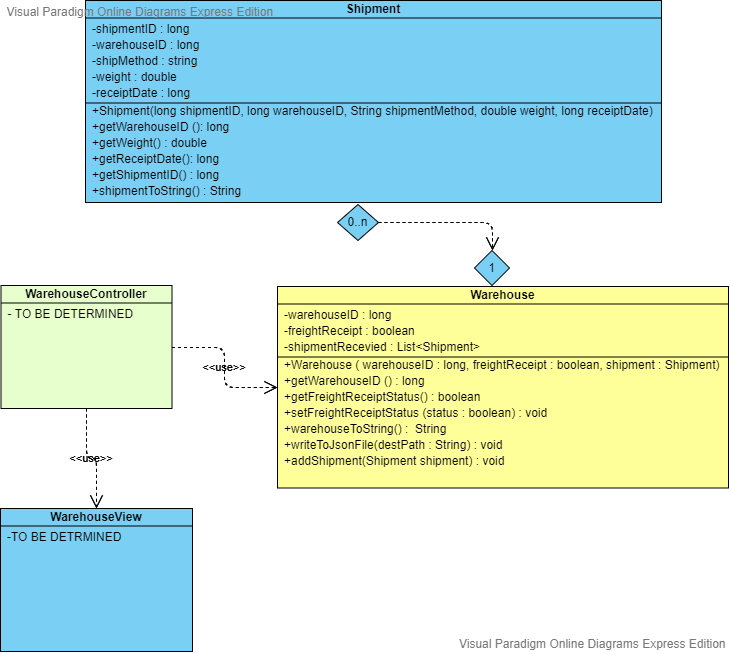 Visual Paradigm Online Diagrams Express Edition
Shipment
-shipmentID : long
-warehouseID : long
-shipMethod : string
-weight : double
-receiptDate : long
+Shipment(long shipmentID, long warehouseID, String shipmentMethod, double weight, long receiptDate)
+getWarehouseID (): long
+getWeight() : double
+getReceiptDate(): long
+getShipmentID() : long
+shipmentToString() : String
0..n
1
WarehouseController
- TO BE DETERMINED
<<use>>
<<use>>
Warehouse
-warehouseID : long
-freightReceipt : boolean
-shipmentRecevied : List<Shipment>
+Warehouse ( warehouseID : long, freightReceipt : boolean, shipment : Shipment)
+getWarehouseID () : long
+getFreightReceiptStatus() : boolean
+setFreightReceiptStatus (status : boolean) : void
+warehouseToString() :  String
+writeToJsonFile(destPath : String) : void
+addShipment(Shipment shipment) : void
WarehouseView
-TO BE DETRMINED
Visual Paradigm Online Diagrams Express Edition